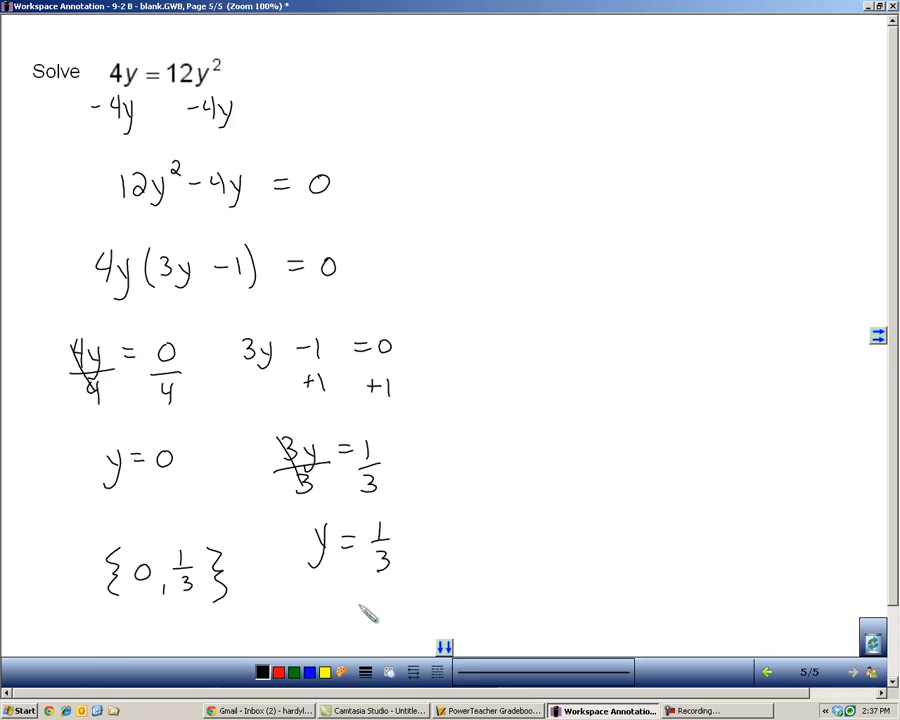 Workspace Annotation - 9-2 B - blank.GWB, Page 5/5 (Zoom 100%) *
Solve 4y = 12y²
- 4y - 4y
12y² - 4y = 0
4y(3y - 1) = 0
4y/4 = 0/4 3y - 1 = 0
+1 +1
y = 0 3y/3 = 1/3
y = 1/3
{0, 1/3}
5/5
Start Gmail - Inbox (2) - hardyl... Camtasia Studio - Untitle... PowerTeacher Gradeboo... Workspace Annotatio... Recording... 2:37 PM